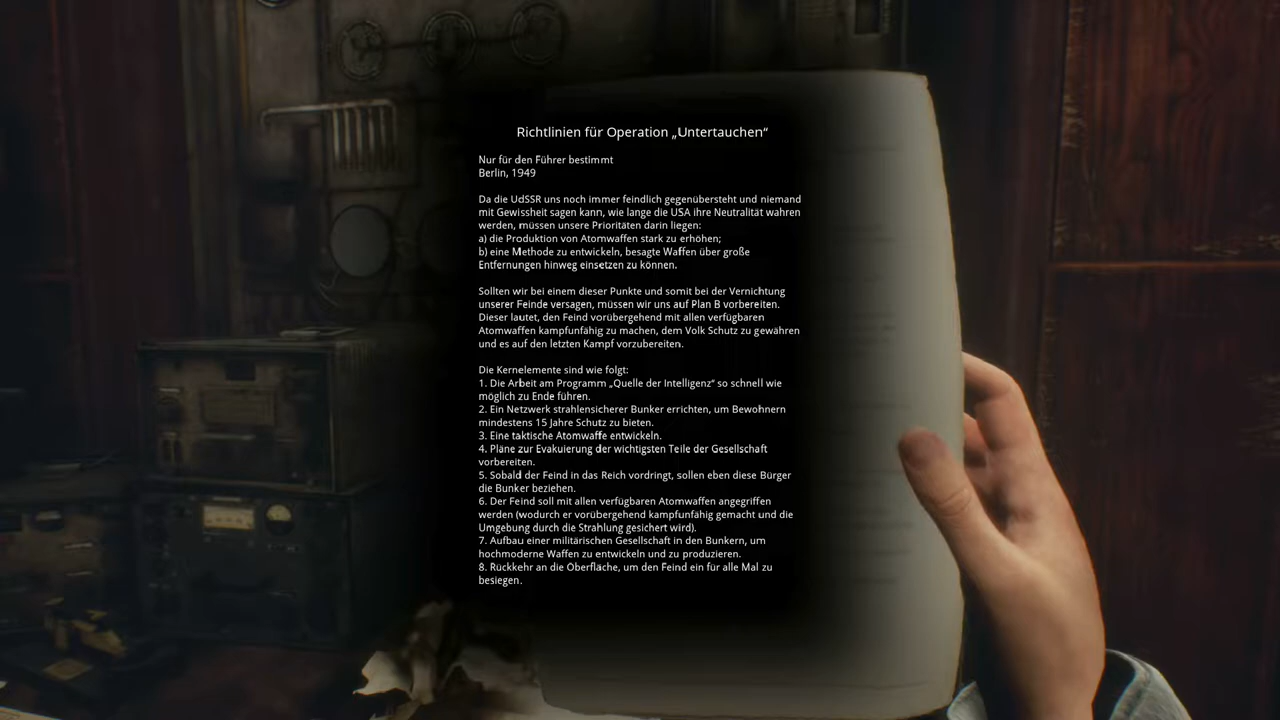 Richtlinien für Operation „Untertauchen“
Nur für den Führer bestimmt
Berlin, 1949
Da die UdSSR uns noch immer feindlich gegenübersteht und niemand
mit Gewissheit sagen kann, wie lange die USA ihre Neutralität wahren
werden, müssen unsere Prioritäten darin liegen:
a) die Produktion von Atomwaffen stark zu erhöhen;
b) eine Methode zu entwickeln, besagte Waffen über große
Entfernungen hinweg einsetzen zu können.
Sollten wir bei einem dieser Punkte und somit bei der Vernichtung
unserer Feinde versagen, müssen wir uns auf Plan B vorbereiten.
Dieser lautet, den Feind vorübergehend mit allen verfügbaren
Atomwaffen kampfunfähig zu machen, dem Volk Schutz zu gewähren
und es auf den letzten Kampf vorzubereiten.
Die Kernelemente sind wie folgt:
1. Die Arbeit am Programm „Quelle der Intelligenz“ so schnell wie
möglich zu Ende führen.
2. Ein Netzwerk strahlensicherer Bunker errichten, um Bewohnern
mindestens 15 Jahre Schutz zu bieten.
3. Eine taktische Atomwaffe entwickeln.
4. Pläne zur Evakuierung der wichtigsten Teile der Gesellschaft
vorbereiten.
5. Sobald der Feind in das Reich vordringt, sollen eben diese Bürger
die Bunker beziehen.
6. Der Feind soll mit allen verfügbaren Atomwaffen angegriffen
werden (wodurch er vorübergehend kampfunfähig gemacht und die
Umgebung durch die Strahlung gesichert wird).
7. Aufbau einer militärischen Gesellschaft in den Bunkern, um
hochmoderne Waffen zu entwickeln und zu produzieren.
8. Rückkehr an die Oberfläche, um den Feind ein für alle Mal zu
besiegen.